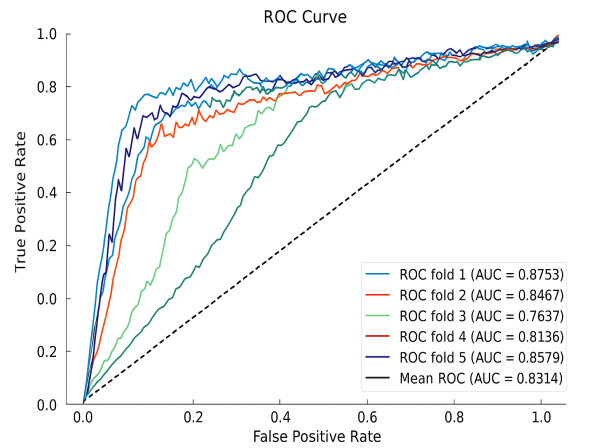 ROC Curve
1.0
0.8
0.6
0.4
0.2
0.0
0.2
0.0
True Positive Rate
0.0 0.2 0.4 0.6 0.8 1.0
False Positive Rate
ROC fold 1 (AUC = 0.8753)
ROC fold 2 (AUC = 0.8467)
ROC fold 3 (AUC = 0.7637)
ROC fold 4 (AUC = 0.8136)
ROC fold 5 (AUC = 0.8579)
Mean ROC (AUC = 0.8314)